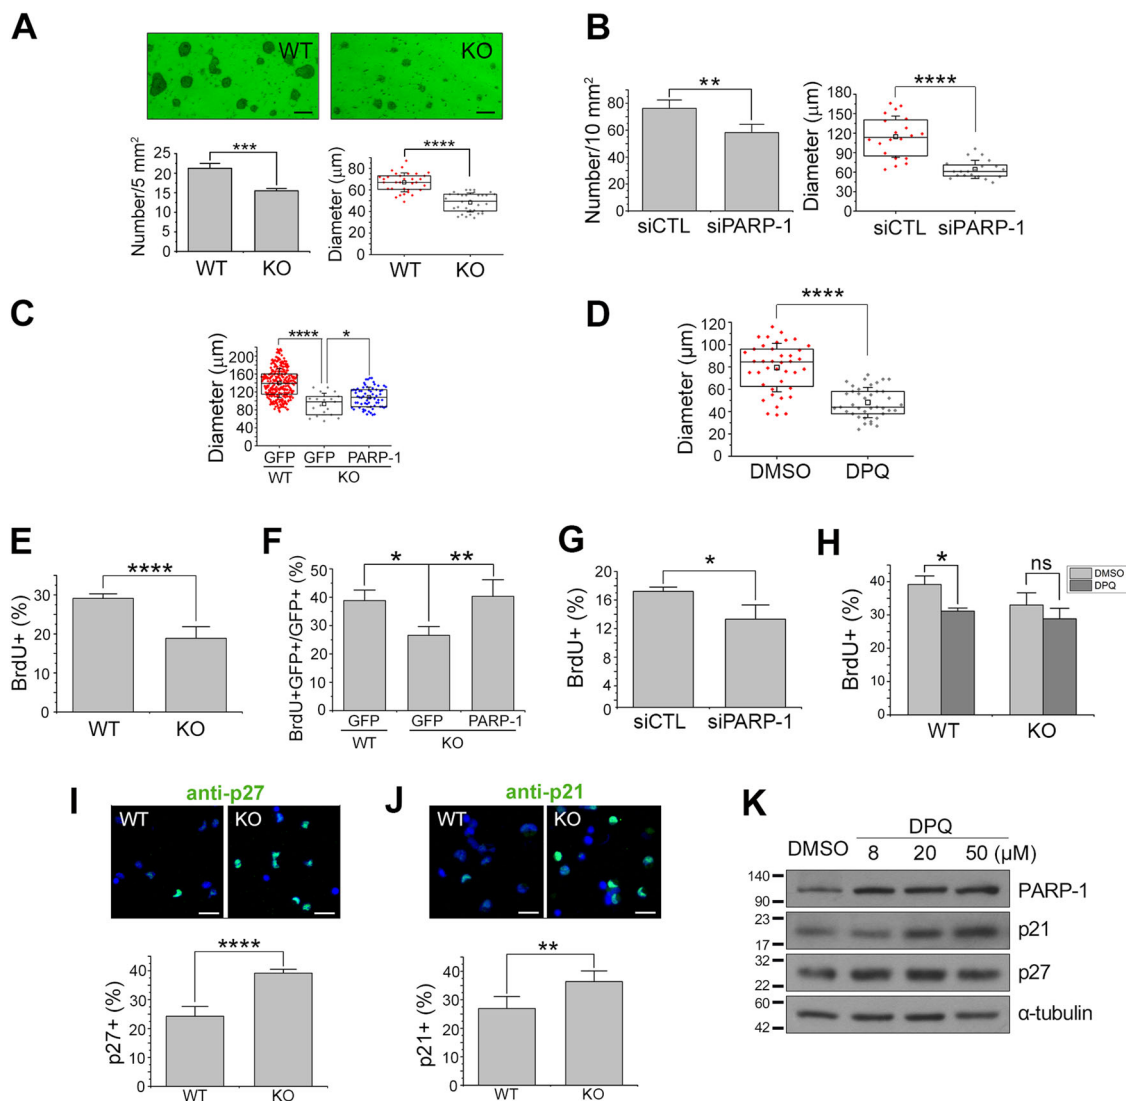 A
WT
KO
Number/5 mm²
25
20
15
10
5
0
***
WT
KO
Diameter (μm)
100
80
60
40
20
0
****
WT
KO
B
Number/10 mm²
100
80
60
40
20
0
**
siCTL
siPARP-1
Diameter (μm)
180
150
120
90
60
30
0
****
siCTL
siPARP-1
C
Diameter (μm)
200
160
120
80
40
0
****
*
GFP
GFP
PARP-1
WT
KO
D
Diameter (μm)
120
100
80
60
40
20
0
****
DMSO
DPQ
E
BrdU+ (%)
30
20
10
0
****
WT
KO
F
BrdU+GFP+/GFP+ (%)
50
40
30
20
10
0
*
**
GFP
GFP
PARP-1
WT
KO
G
BrdU+ (%)
20
16
12
8
4
0
*
siCTL
siPARP-1
H
BrdU+ (%)
40
30
20
10
0
*
ns
DMSO
DPQ
WT
KO
I
anti-p27
WT
KO
p27+ (%)
40
30
20
10
0
****
WT
KO
J
anti-p21
WT
KO
p21+ (%)
40
30
20
10
0
**
WT
KO
K
DPQ
DMSO 8 20 50 (μM)
140
90
PARP-1
23
17
p21
32
22
p27
60
42
α-tubulin